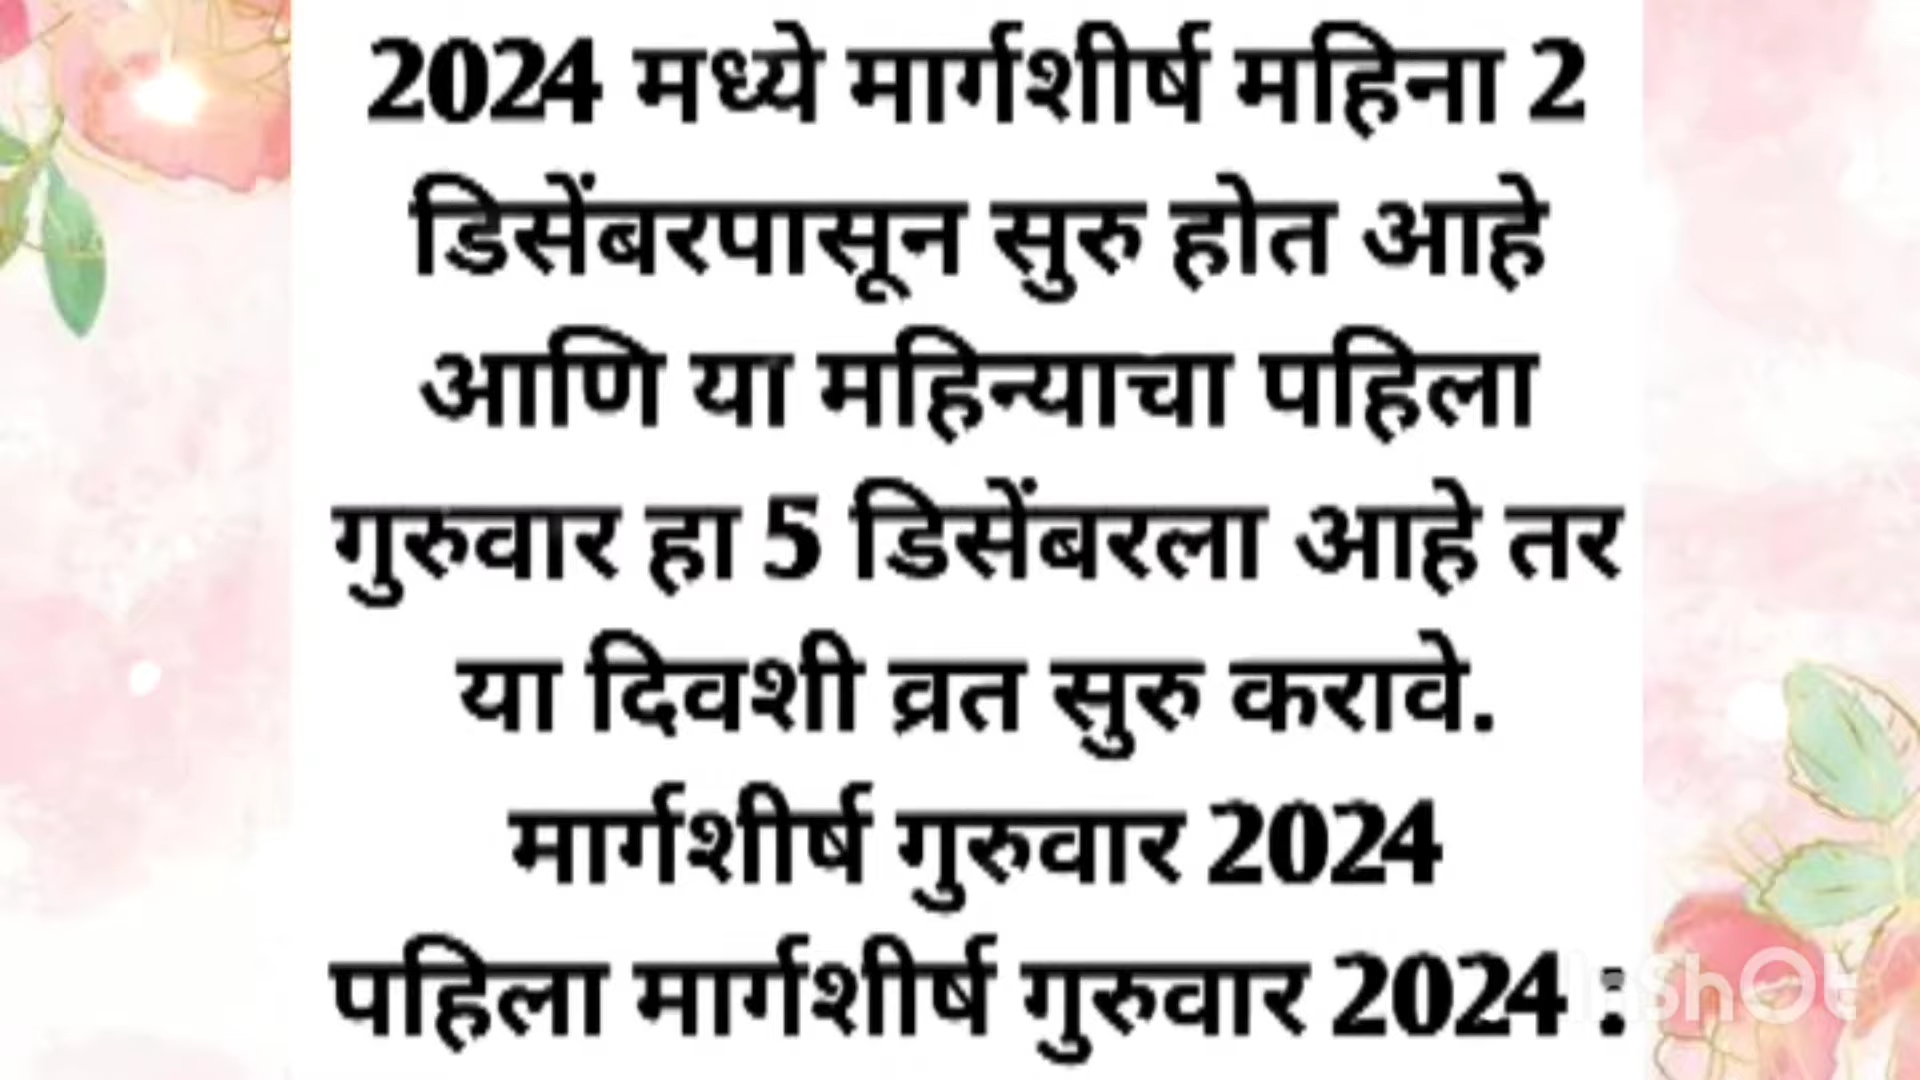 2024 मध्ये मार्गशीर्ष महिना 2
डिसेंबरपासून सुरु होत आहे
आणि या महिन्याचा पहिला
गुरुवार हा 5 डिसेंबरला आहे तर
या दिवशी व्रत सुरु करावे.
मार्गशीर्ष गुरुवार 2024
पहिला मार्गशीर्ष गुरुवार 2024 :
InShOt